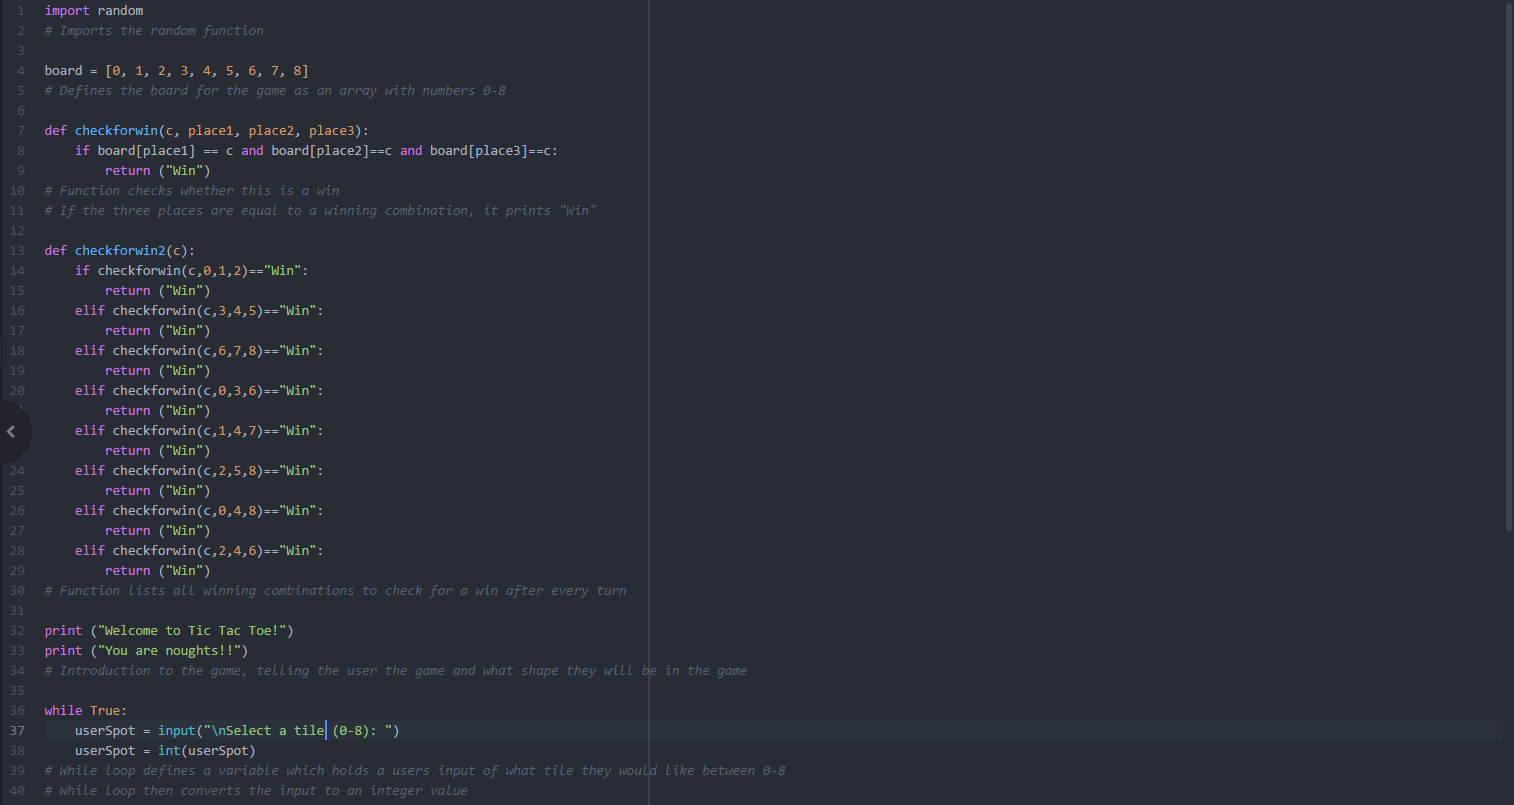 1 import random
2 # Imports the random function
3
4 board = [0, 1, 2, 3, 4, 5, 6, 7, 8]
5 # Defines the board for the game as an array with numbers 0-8
6
7 def checkforwin(c, place1, place2, place3):
8     if board[place1] == c and board[place2]==c and board[place3]==c:
9         return ("Win")
10 # Function checks whether this is a win
11 # If the three places are equal to a winning combination, it prints "Win"
12
13 def checkforwin2(c):
14     if checkforwin(c,0,1,2)=="Win":
15         return ("Win")
16     elif checkforwin(c,3,4,5)=="Win":
17         return ("Win")
18     elif checkforwin(c,6,7,8)=="Win":
19         return ("Win")
20     elif checkforwin(c,0,3,6)=="Win":
        return ("Win")
    elif checkforwin(c,1,4,7)=="Win":
        return ("Win")
24     elif checkforwin(c,2,5,8)=="Win":
25         return ("Win")
26     elif checkforwin(c,0,4,8)=="Win":
27         return ("Win")
28     elif checkforwin(c,2,4,6)=="Win":
29         return ("Win")
30 # Function lists all winning combinations to check for a win after every turn
31
32 print ("Welcome to Tic Tac Toe!")
33 print ("You are noughts!!")
34 # Introduction to the game, telling the user the game and what shape they will be in the game
35
36 while True:
37     userSpot = input("\nSelect a tile (0-8): ")
38     userSpot = int(userSpot)
39 # While loop defines a variable which holds a users input of what tile they would like between 0-8
40 # While loop then converts the input to an integer value